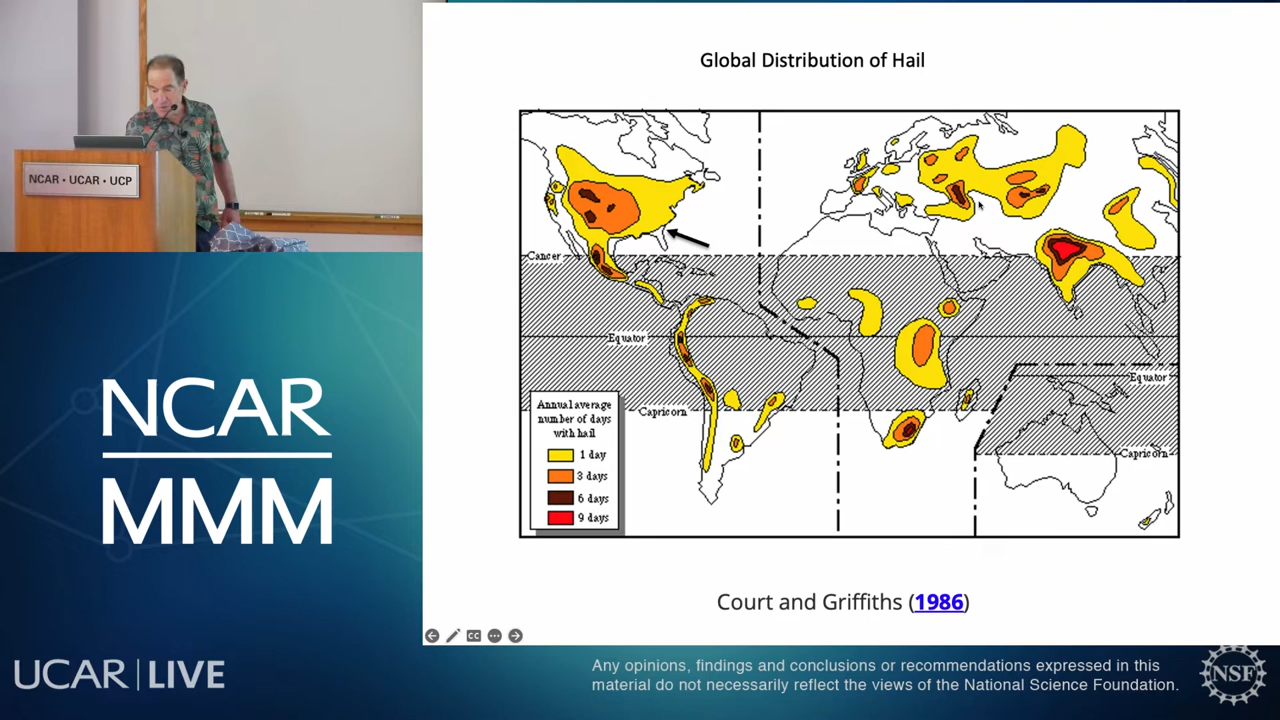 NCAR • UCAR • UCP
NCAR
MMM
UCAR | LIVE
Global Distribution of Hail
Cancer
Equator
Capricorn
Equator
Capricorn
Annual average
number of days
with hail
1 day
3 days
6 days
9 days
Court and Griffiths (1986)
CC
Any opinions, findings and conclusions or recommendations expressed in this
material do not necessarily reflect the views of the National Science Foundation.
NSF